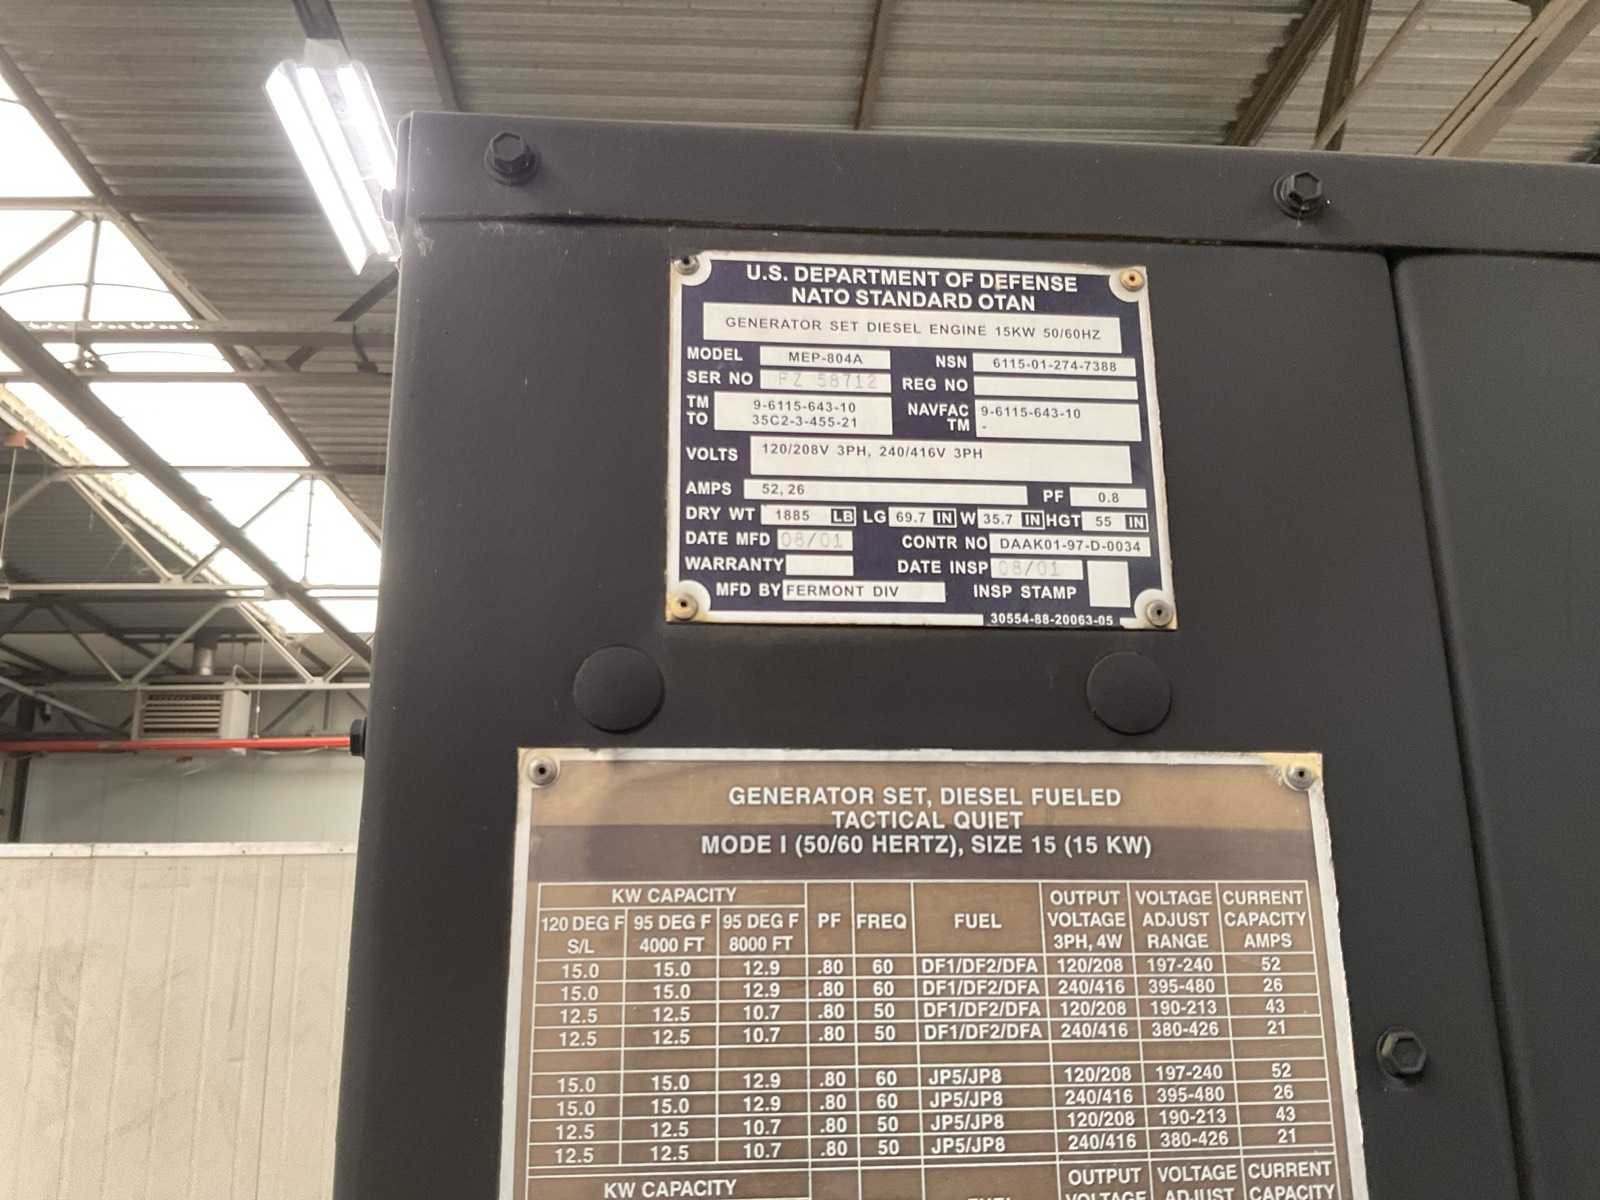 U.S. DEPARTMENT OF DEFENSE
NATO STANDARD OTAN
GENERATOR SET DIESEL ENGINE 15KW 50/60HZ
MODEL MEP-804A NSN 6115-01-274-7388
SER NO FZ 58712 REG NO
TM 9-6115-643-10 NAVFAC 9-6115-643-10
TO 35C2-3-455-21 TM -
VOLTS 120/208V 3PH, 240/416V 3PH
AMPS 52,26 PF 0.8
DRY WT 1885 LB LG 69.7 IN W 35.7 IN HGT 55 IN
DATE MFD 08/01 CONTR NO DAAK01-97-D-0034
WARRANTY DATE INSP 08/01
MFD BY FERMONT DIV INSP STAMP
30554-88-20063-05
GENERATOR SET, DIESEL FUELED
TACTICAL QUIET
MODE I (50/60 HERTZ), SIZE 15 (15 KW)
KW CAPACITY OUTPUT VOLTAGE CURRENT
120 DEG F 95 DEG F 95 DEG F PF FREQ FUEL VOLTAGE ADJUST CAPACITY
S/L 4000 FT 8000 FT 3PH, 4W RANGE AMPS
15.0 15.0 12.9 .80 60 DF1/DF2/DFA 120/208 197-240 52
15.0 15.0 12.9 .80 60 DF1/DF2/DFA 240/416 395-480 26
12.5 12.5 10.7 .80 50 DF1/DF2/DFA 120/208 190-213 43
12.5 12.5 10.7 .80 50 DF1/DF2/DFA 240/416 380-426 21
15.0 15.0 12.9 .80 60 JP5/JP8 120/208 197-240 52
15.0 15.0 12.9 .80 60 JP5/JP8 240/416 395-480 26
12.5 12.5 10.7 .80 50 JP5/JP8 120/208 190-213 43
12.5 12.5 10.7 .80 50 JP5/JP8 240/416 380-426 21
KW CAPACITY OUTPUT VOLTAGE CURRENT
VOLTAGE ADJUST CAPACITY